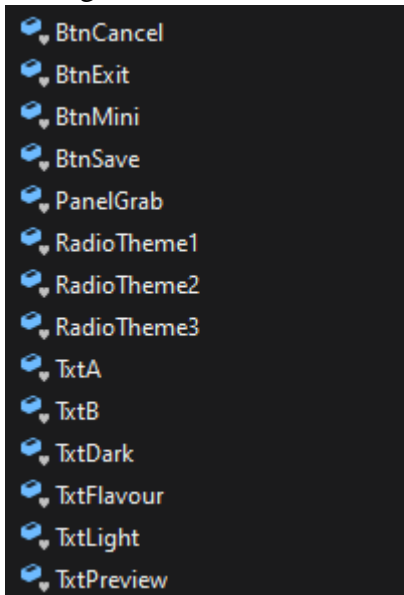 BtnCancel
BtnExit
BtnMini
BtnSave
PanelGrab
RadioTheme1
RadioTheme2
RadioTheme3
TxtA
TxtB
TxtDark
TxtFlavour
TxtLight
TxtPreview